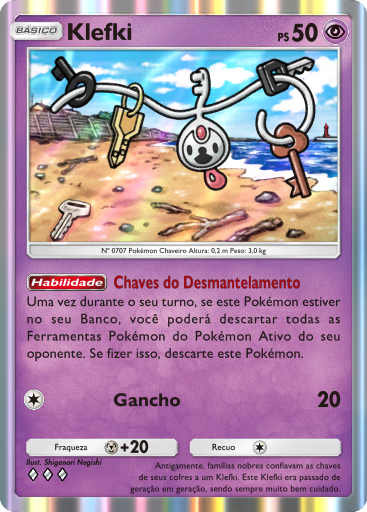 BÁSICO Klefki PS 50
Nº 0707 Pokémon Chaveiro Altura: 0,2 m Peso: 3,0 kg
Habilidade Chaves do Desmantelamento
Uma vez durante o seu turno, se este Pokémon estiver
no seu Banco, você poderá descartar todas as
Ferramentas Pokémon do Pokémon Ativo do seu
oponente. Se fizer isso, descarte este Pokémon.
Gancho 20
Fraqueza +20 Recuo
Ilust. Shigenori Negishi
Antigamente, famílias nobres confiavam as chaves
de seus cofres a um Klefki. Este Klefki era passado de
geração em geração, sendo sempre muito bem cuidado.